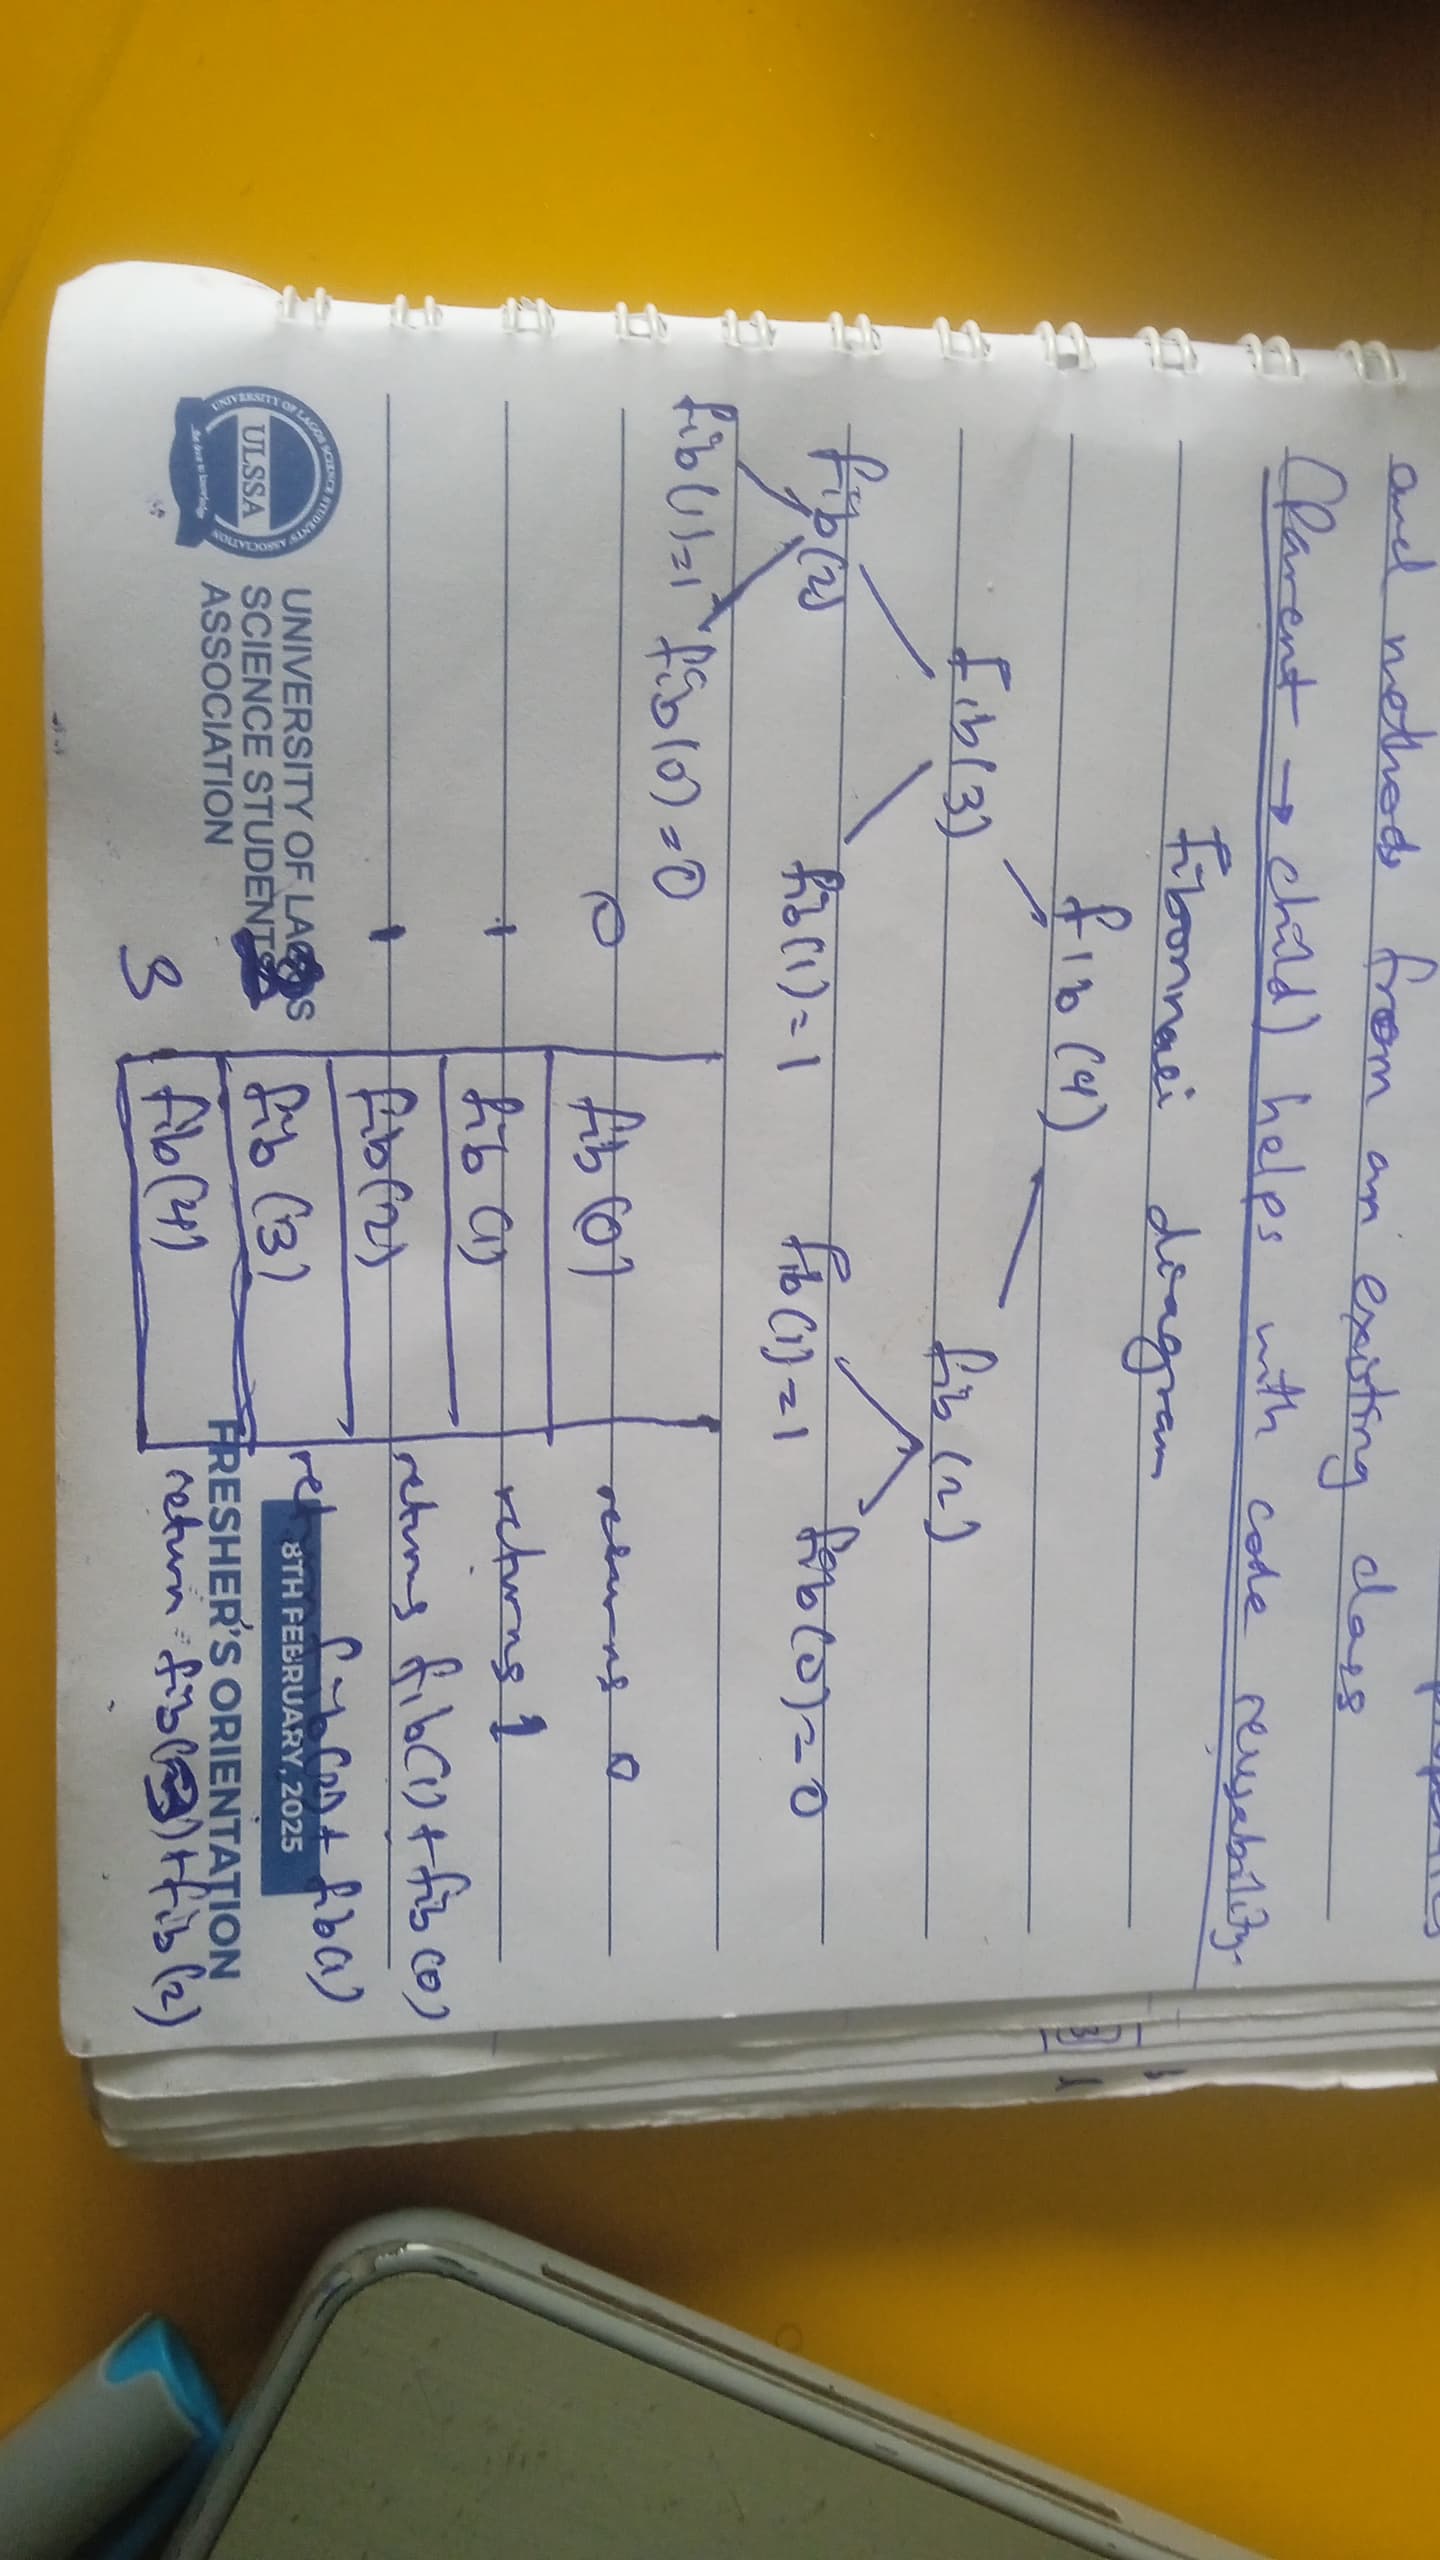 and methods from an existing class
(Parent → child) helps with code reusability.
fibonnaci diagram
fib(4)
fib(3) fib(2)
fib(2) fib(1)=1 fib(1)=1 fib(0)=0
fib(1)=1 fib(0)=0
0 fib(0) returns 0
+ fib(1) returns 1
+ fib(2) returns fib(1)+fib(0)
fib(3) fib(2)+fib(1)
3 fib(4) return fib(3)+fib(2)
UNIVERSITY OF LAGOS SCIENCE STUDENTS' ASSOCIATION
ULSSA
UNIVERSITY OF LAGOS
SCIENCE STUDENTS
ASSOCIATION
FRESHER'S ORIENTATION
8TH FEBRUARY, 2025